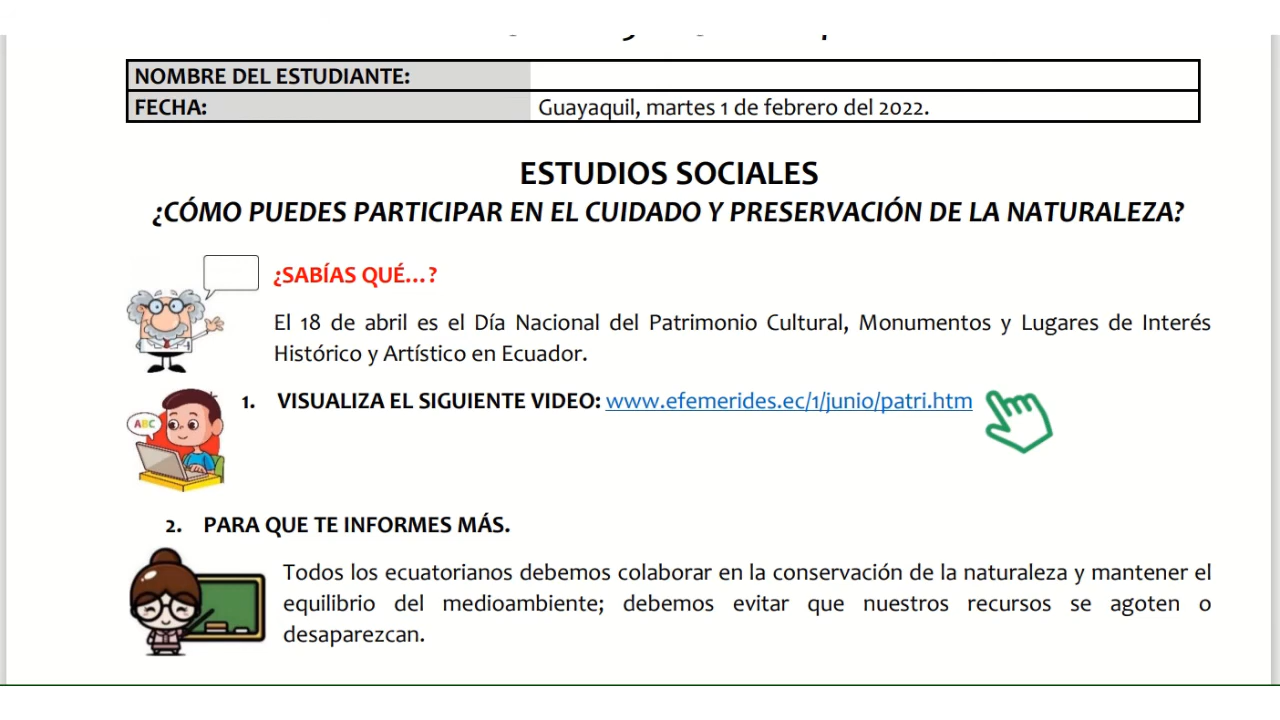 NOMBRE DEL ESTUDIANTE:
FECHA: Guayaquil, martes 1 de febrero del 2022.
ESTUDIOS SOCIALES
¿CÓMO PUEDES PARTICIPAR EN EL CUIDADO Y PRESERVACIÓN DE LA NATURALEZA?
¿SABÍAS QUÉ...?
El 18 de abril es el Día Nacional del Patrimonio Cultural, Monumentos y Lugares de Interés
Histórico y Artístico en Ecuador.
1. VISUALIZA EL SIGUIENTE VIDEO: www.efemerides.ec/1/junio/patri.htm
ABC
2. PARA QUE TE INFORMES MÁS.
Todos los ecuatorianos debemos colaborar en la conservación de la naturaleza y mantener el
equilibrio del medioambiente; debemos evitar que nuestros recursos se agoten o
desaparezcan.